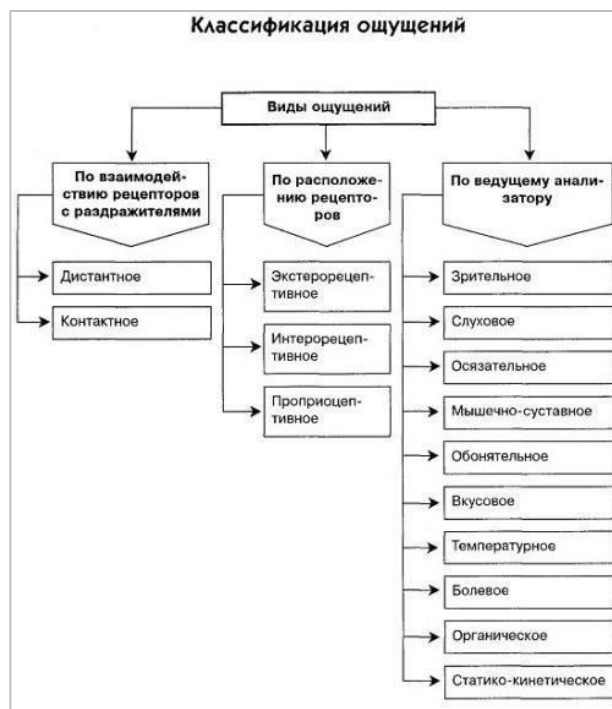 Классификация ощущений
Виды ощущений
По взаимодей-
ствию рецепторов
с раздражителями
Дистантное
Контактное
По расположе-
нию рецепто-
ров
Экстерорецеп-
тивное
Интерорецеп-
тивное
Проприоцеп-
тивное
По ведущему анали-
затору
Зрительное
Слуховое
Осязательное
Мышечно-суставное
Обонятельное
Вкусовое
Температурное
Болевое
Органическое
Статико-кинетическое